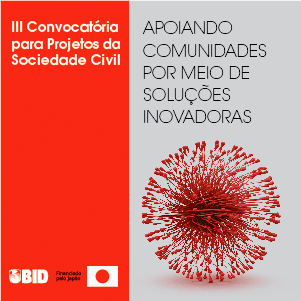 III Convocatória
para Projetos da
Sociedade Civil
APOIANDO
COMUNIDADES
POR MEIO DE
SOLUÇÕES
INOVADORAS
BID
Financiado
pelo Japão